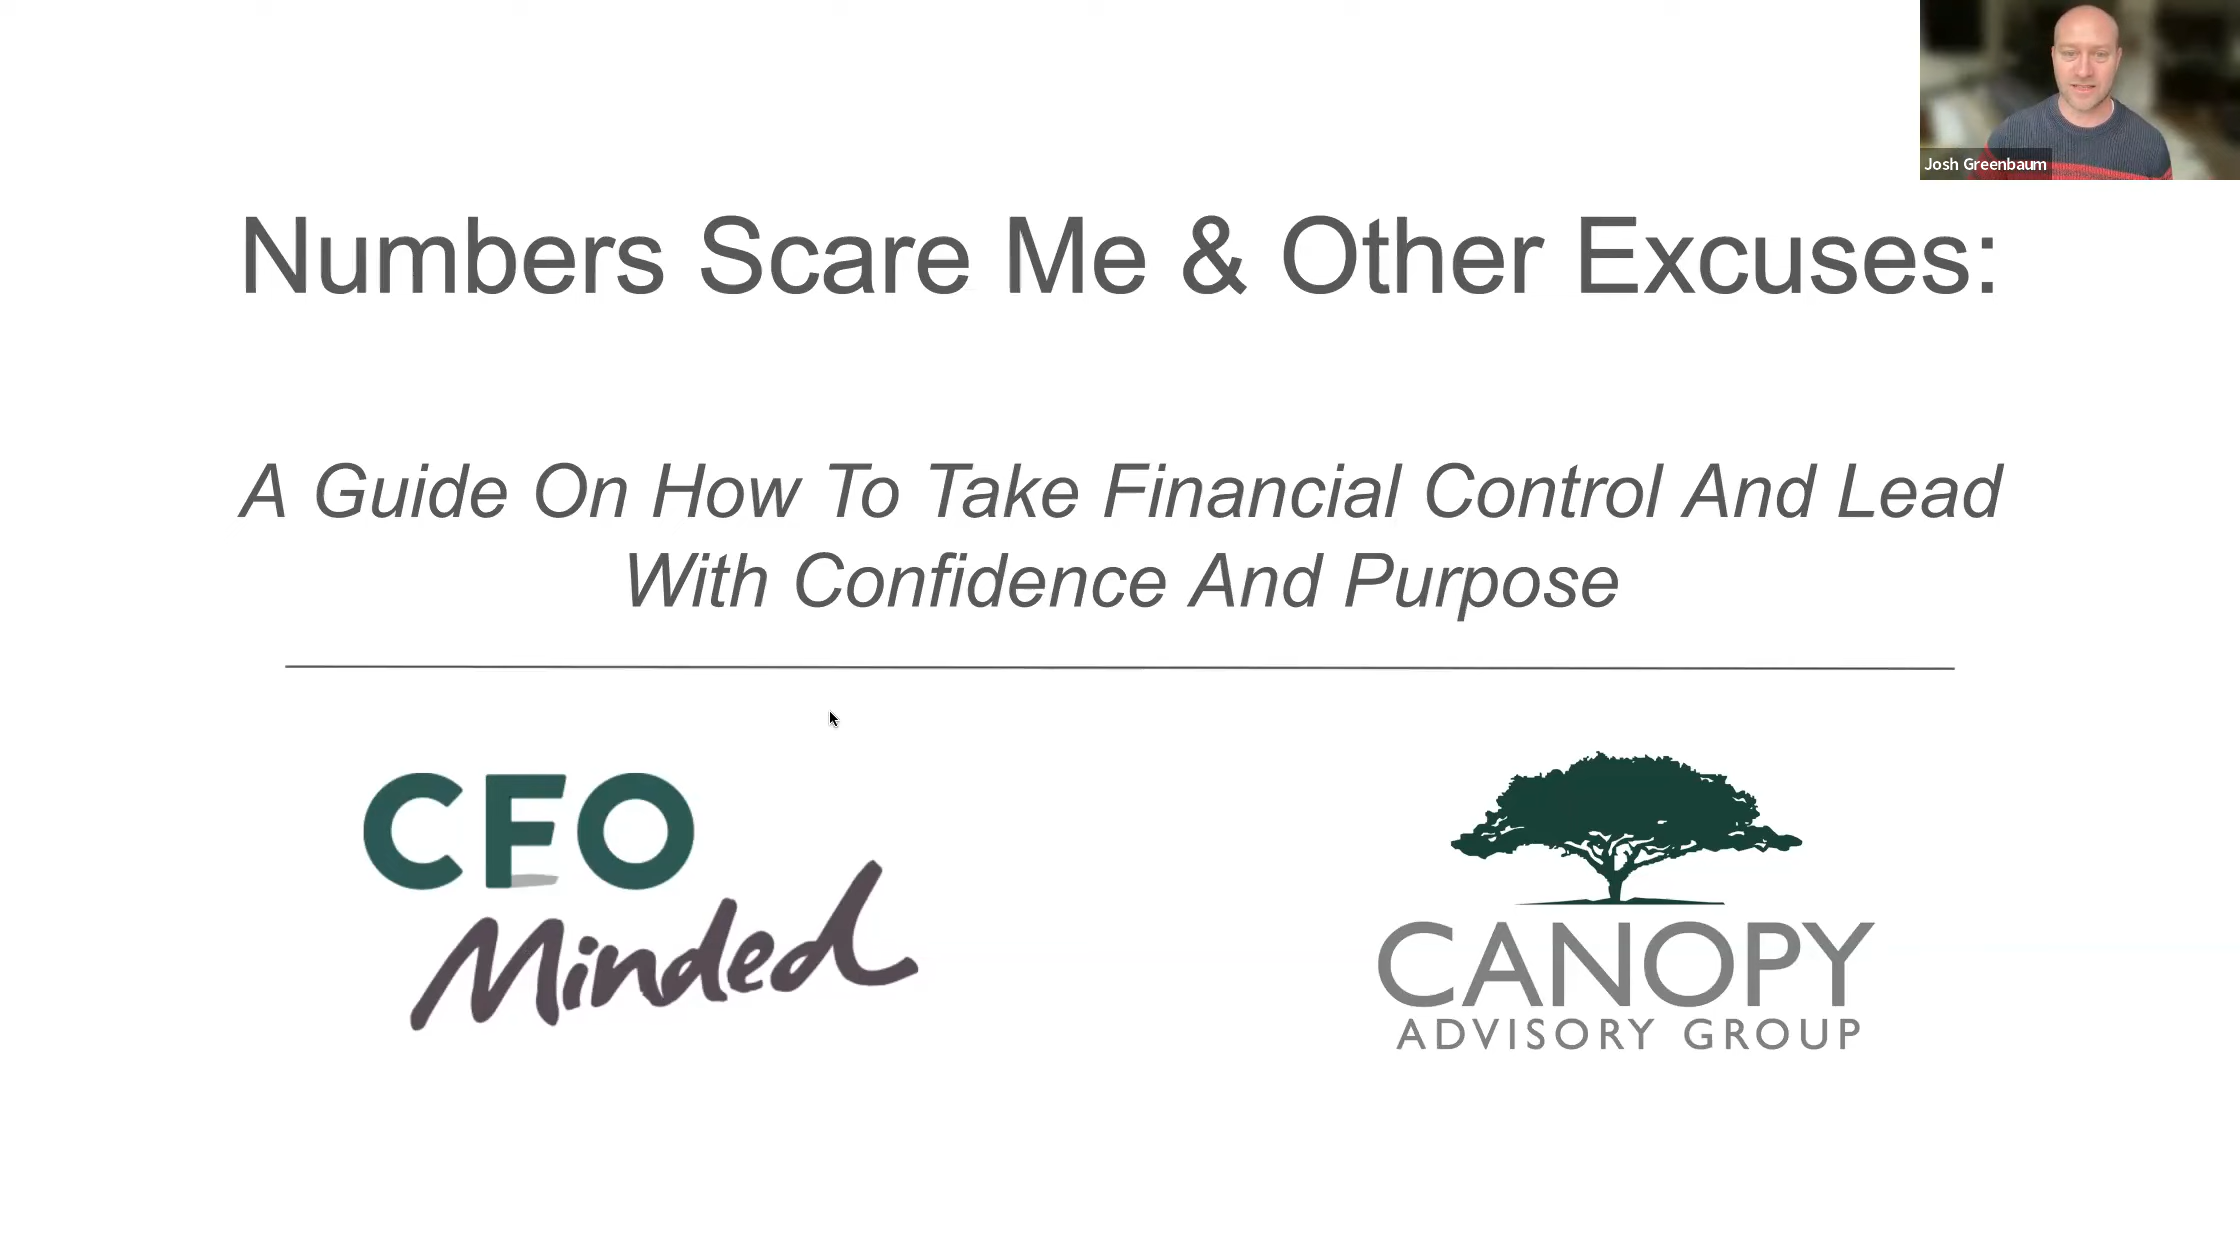 Josh Greenbaum
Numbers Scare Me & Other Excuses:
A Guide On How To Take Financial Control And Lead
With Confidence And Purpose
CFO
Minded
CANOPY
ADVISORY GROUP